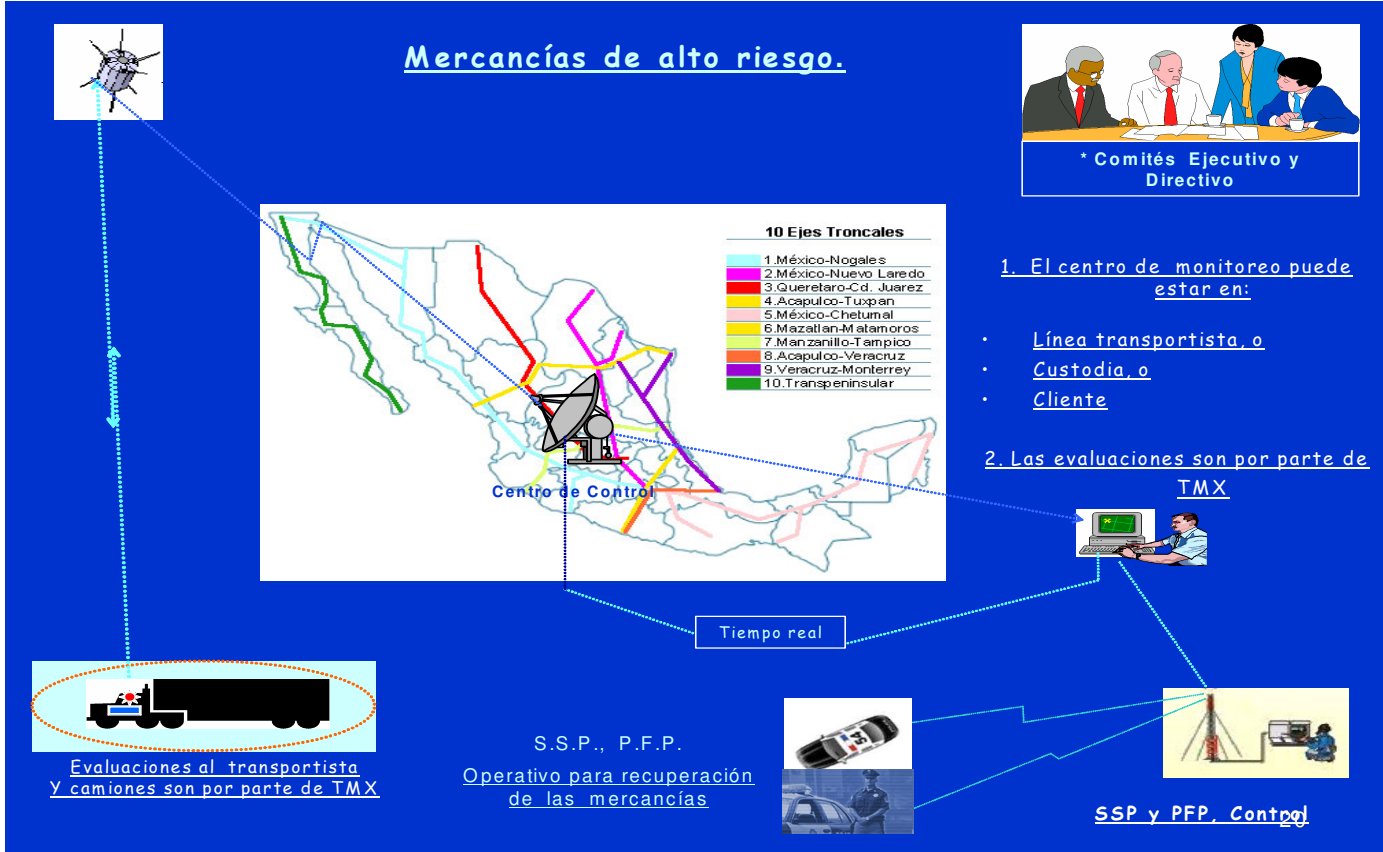 Mercancías de alto riesgo.
* Comités Ejecutivo y
Directivo
10 Ejes Troncales
1.México-Nogales
2.México-Nuevo Laredo
3.Queretaro-Cd. Juarez
4.Acapulco-Tuxpan
5.México-Chetumal
6.Mazatlan-Matamoros
7.Manzanillo-Tampico
8.Acapulco-Veracruz
9.Veracruz-Monterrey
10.Transpeninsular
Centro de Control
1. El centro de monitoreo puede
estar en:
• Línea transportista, o
• Custodia, o
• Cliente
2. Las evaluaciones son por parte de
TMX
Tiempo real
Evaluaciones al transportista
Y camiones son por parte de TMX
S.S.P., P.F.P.
Operativo para recuperación
de las mercancías
54
SSP y PFP, Control
20